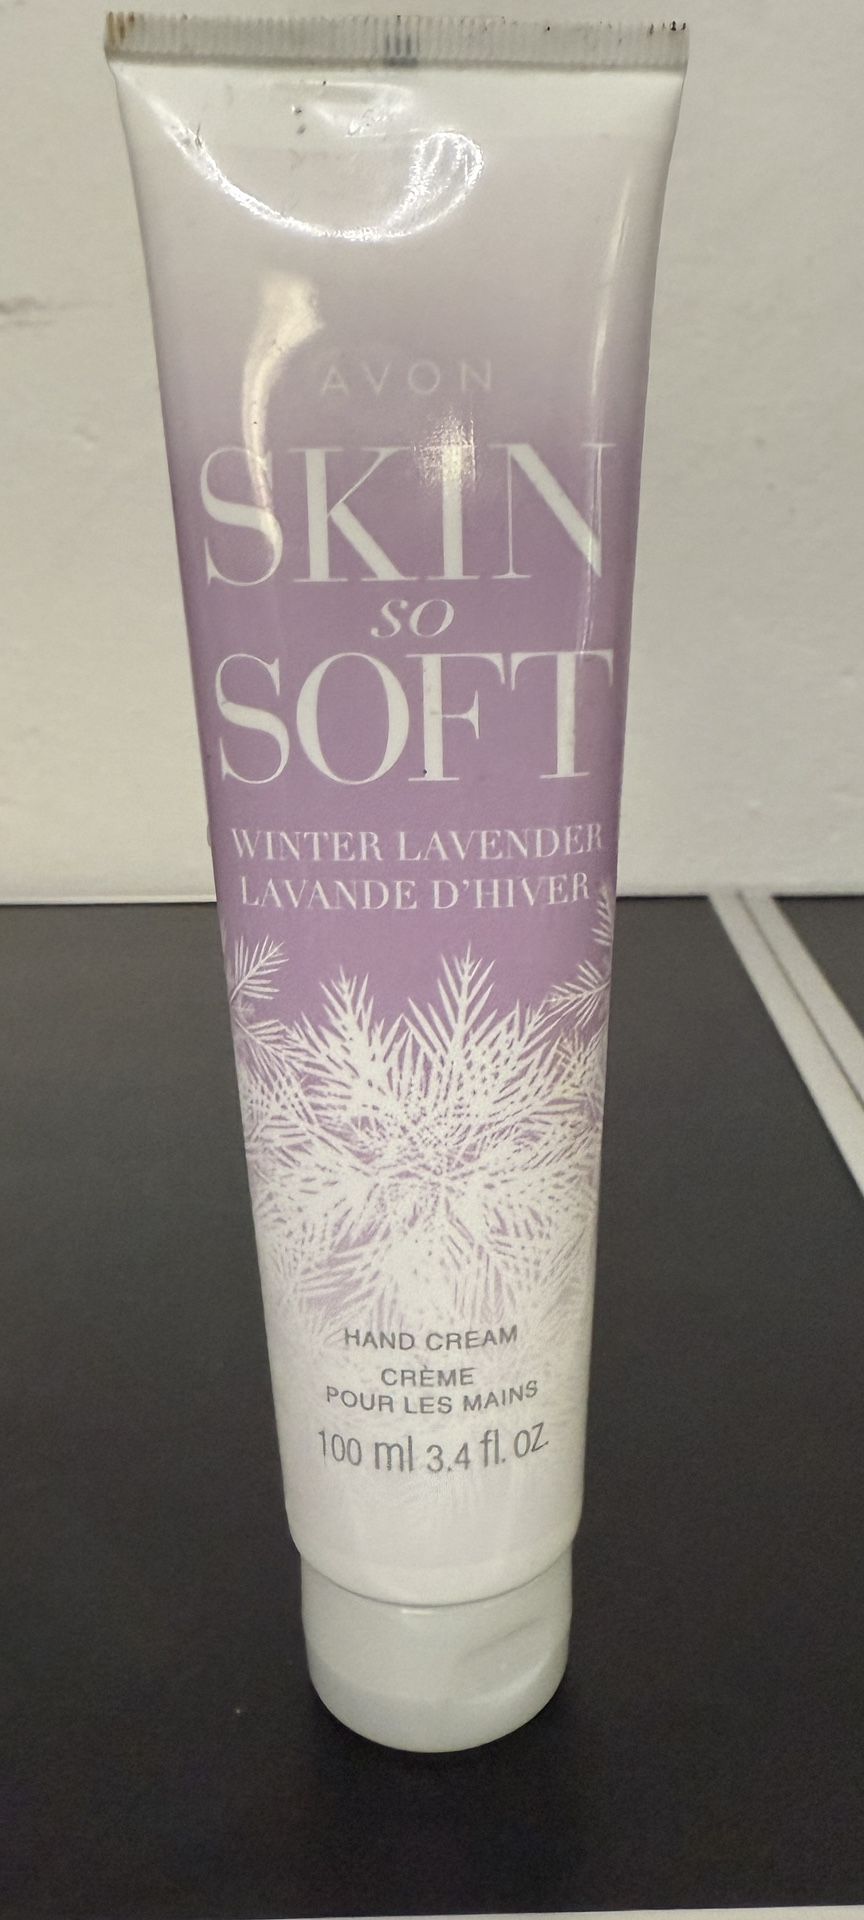 AVON
SKIN
so
SOFT
WINTER LAVENDER
LAVANDE D'HIVER
HAND CREAM
CRÈME
POUR LES MAINS
100 ml 3.4 fl. oz.